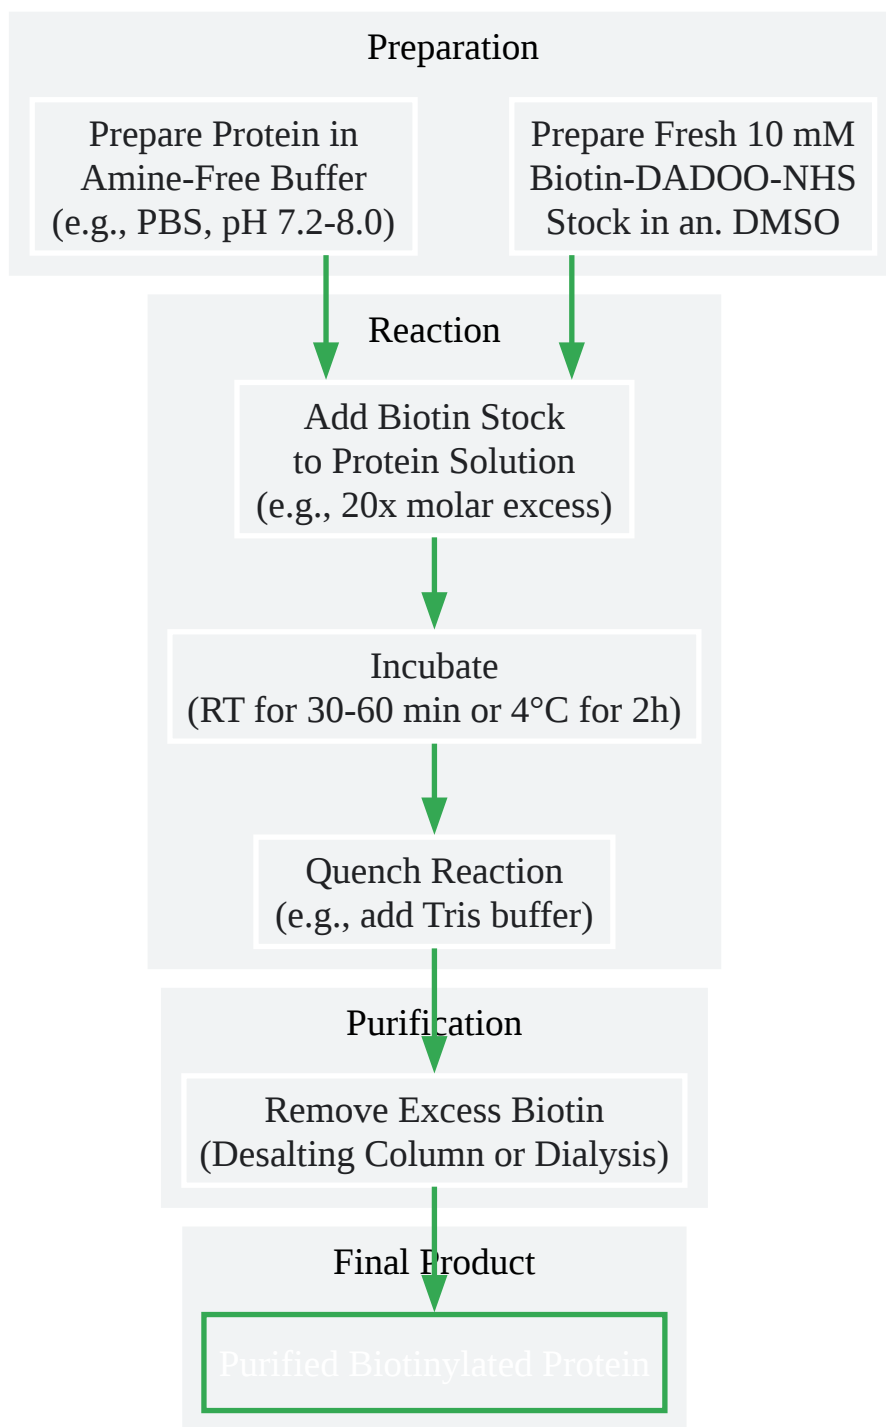 Preparation
Prepare Protein in
Amine-Free Buffer
(e.g., PBS, pH 7.2-8.0)
Prepare Fresh 10 mM
Biotin-DADOO-NHS
Stock in an. DMSO
Reaction
Add Biotin Stock
to Protein Solution
(e.g., 20x molar excess)
Incubate
(RT for 30-60 min or 4°C for 2h)
Quench Reaction
(e.g., add Tris buffer)
Purification
Remove Excess Biotin
(Desalting Column or Dialysis)
Final Product
Purified Biotinylated Protein